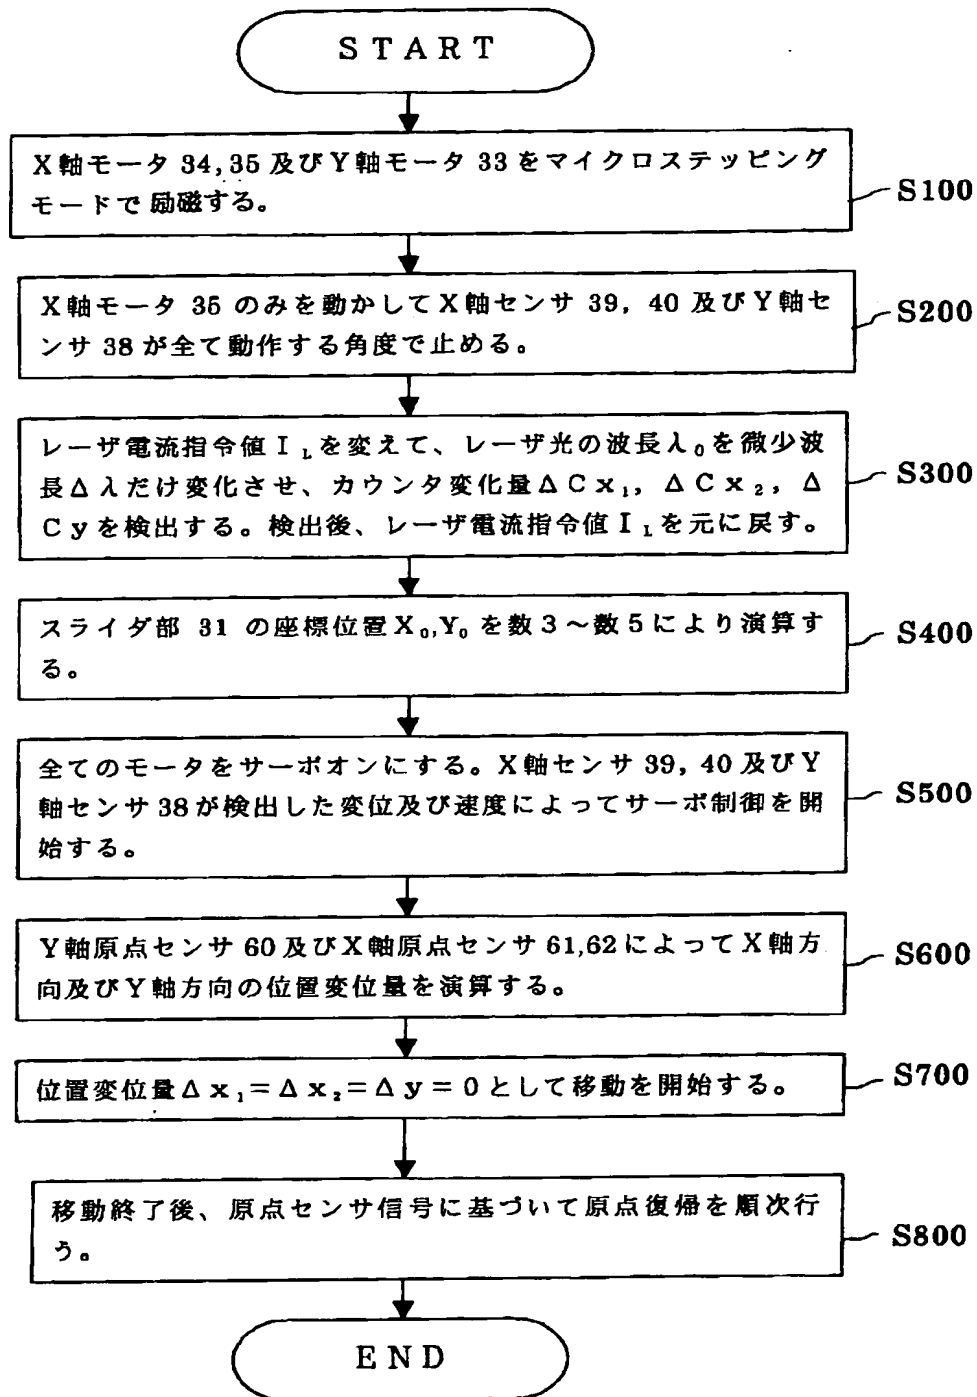 START
X軸モータ 34,35 及びY軸モータ 33 をマイクロステッピング
モードで励磁する。
S100
X軸モータ 35 のみを動かしてX軸センサ 39, 40 及びY軸セ
ンサ 38 が全て動作する角度で止める。
S200
レーザ電流指令値 I_L を変えて、レーザ光の波長λ₀を微少波
長Δλだけ変化させ、カウンタ変化量ΔCx₁, ΔCx₂, Δ
Cyを検出する。検出後、レーザ電流指令値 I_L を元に戻す。
S300
スライダ部 31 の座標位置X₀,Y₀を数3〜数5により演算す
る。
S400
全てのモータをサーボオンにする。X軸センサ 39, 40 及びY
軸センサ 38 が検出した変位及び速度によってサーボ制御を開
始する。
S500
Y軸原点センサ 60 及びX軸原点センサ 61,62 によってX軸方
向及びY軸方向の位置変位量を演算する。
S600
位置変位量Δx₁=Δx₂=Δy=0として移動を開始する。
S700
移動終了後、原点センサ信号に基づいて原点復帰を順次行
う。
S800
END